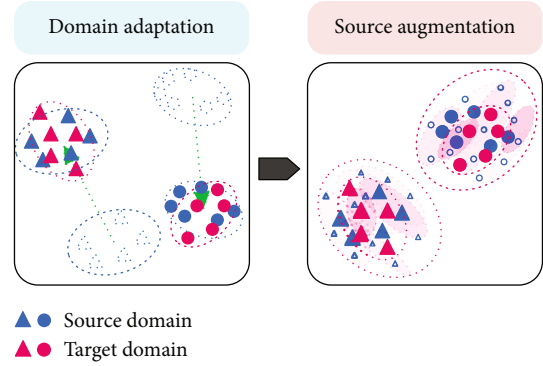 Domain adaptation
Source augmentation
Source domain
Target domain